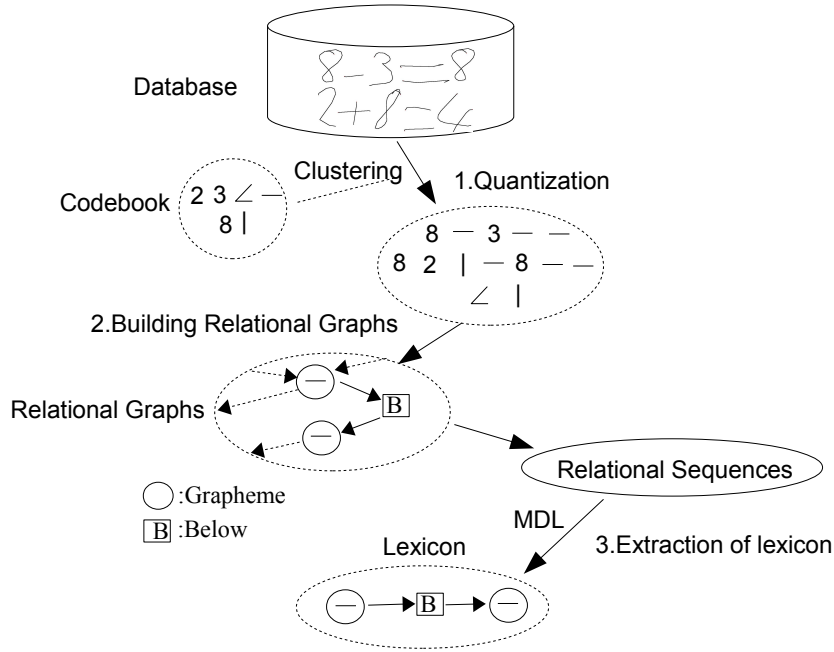 8-3=8
Database
2+8=4
Clustering
1.Quantization
2 3 ∠ —
Codebook
8 |
8 — 3 — —
8 2 | — 8 — —
∠ |
2.Building Relational Graphs
—
Relational Graphs
B
—
Relational Sequences
:Grapheme
B :Below
MDL
3.Extraction of lexicon
Lexicon
— B —